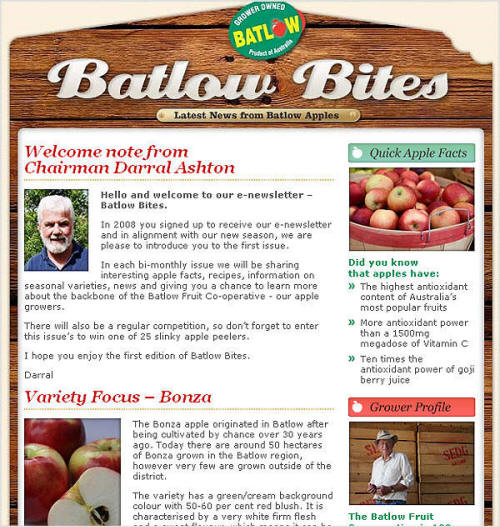 GROWER OWNED
BATLOW
Product of Australia
Batlow Bites
Latest News from Batlow Apples
Welcome note from
Chairman Darral Ashton
Hello and welcome to our e-newsletter –
Batlow Bites.
In 2008 you signed up to receive our e-newsletter
and in alignment with our new season, we are
please to introduce you to the first issue.
In each bi-monthly issue we will be sharing
interesting apple facts, recipes, information on
seasonal varieties, news and giving you a chance to learn more
about the backbone of the Batlow Fruit Co-operative - our apple
growers.
There will also be a regular competition, so don't forget to enter
this issue's to win one of 25 slinky apple peelers.
I hope you enjoy the first edition of Batlow Bites.
Darral
Variety Focus – Bonza
The Bonza apple originated in Batlow after
being cultivated by chance over 30 years
ago. Today there are around 50 hectares
of Bonza grown in the Batlow region,
however very few are grown outside of the
district.
The variety has a green/cream background
colour with 50-60 per cent red blush. It is
characterised by a very white firm flesh
Quick Apple Facts
Did you know
that apples have:
» The highest antioxidant
content of Australia's
most popular fruits
» More antioxidant power
than a 1500mg
megadose of Vitamin C
» Ten times the
antioxidant power of goji
berry juice
Grower Profile
SEDG
The Batlow Fruit